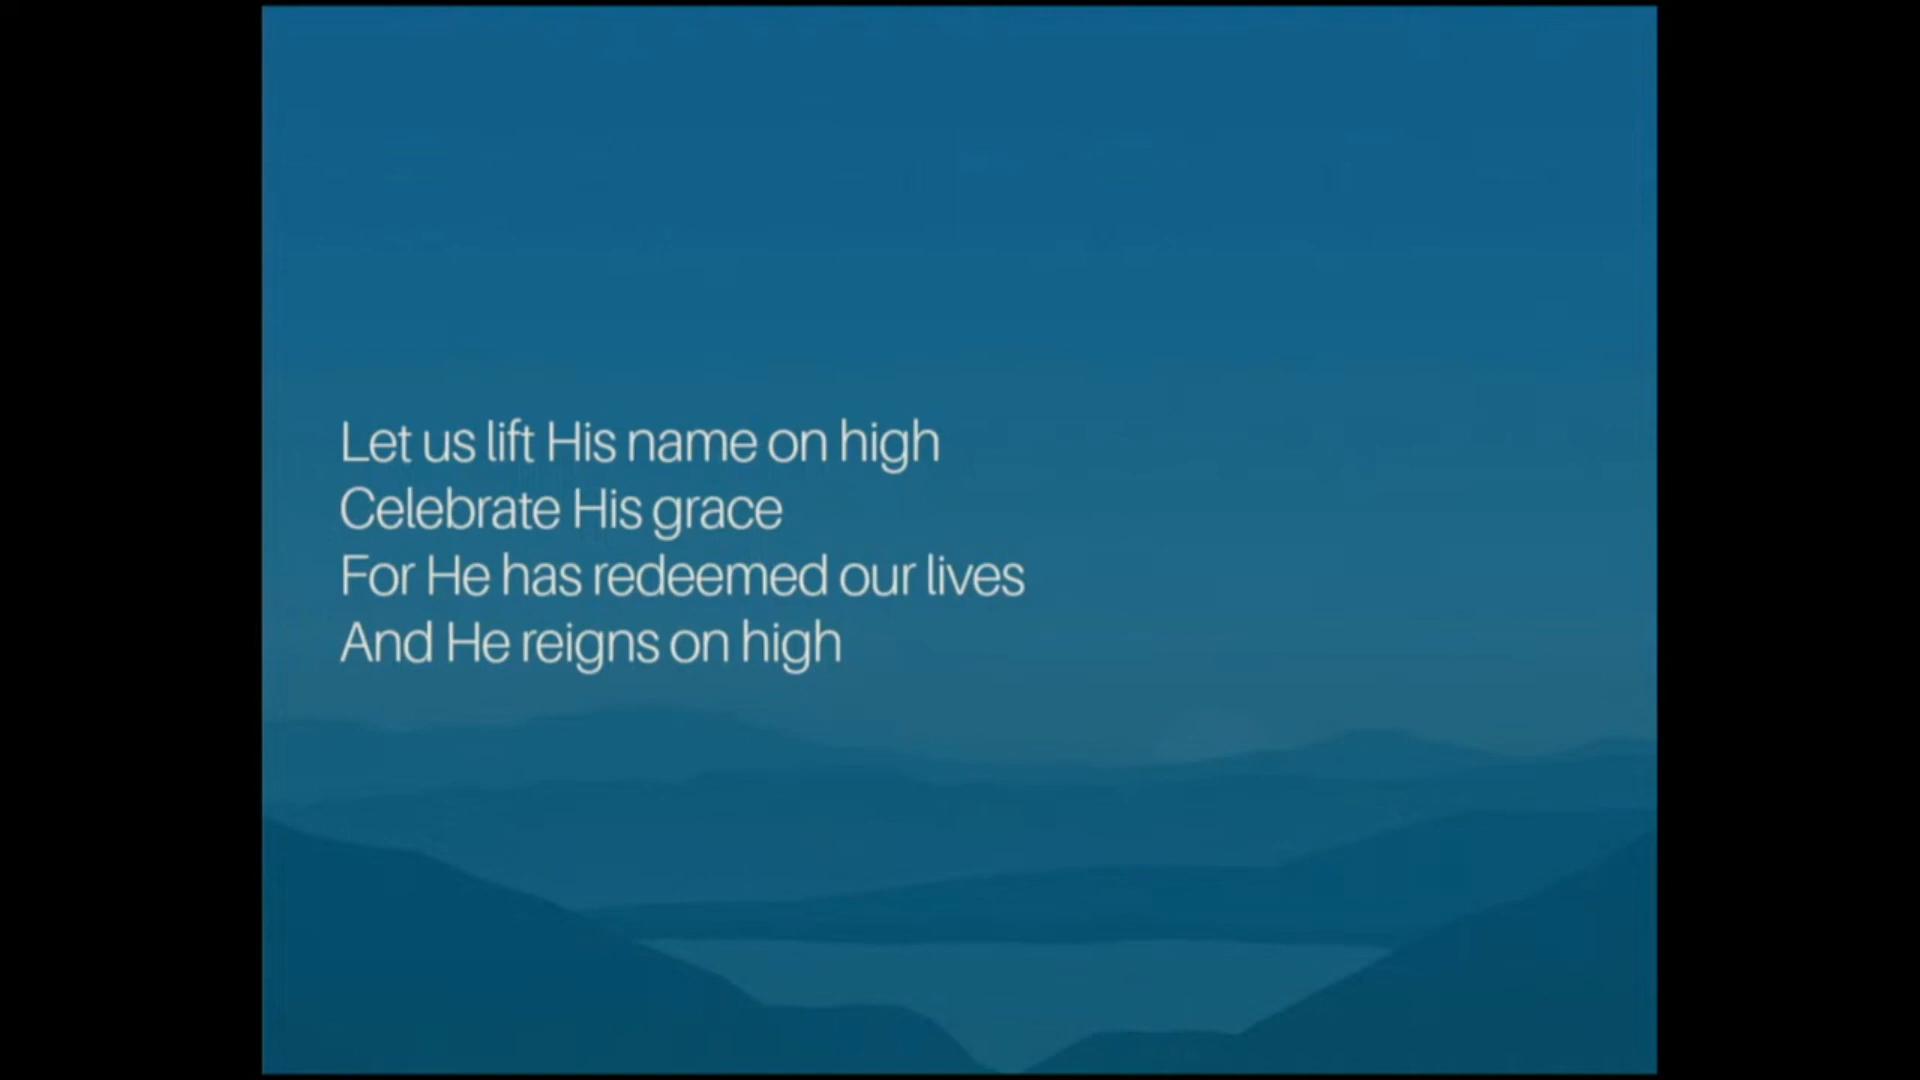 Let us lift His name on high
Celebrate His grace
For He has redeemed our lives
And He reigns on high